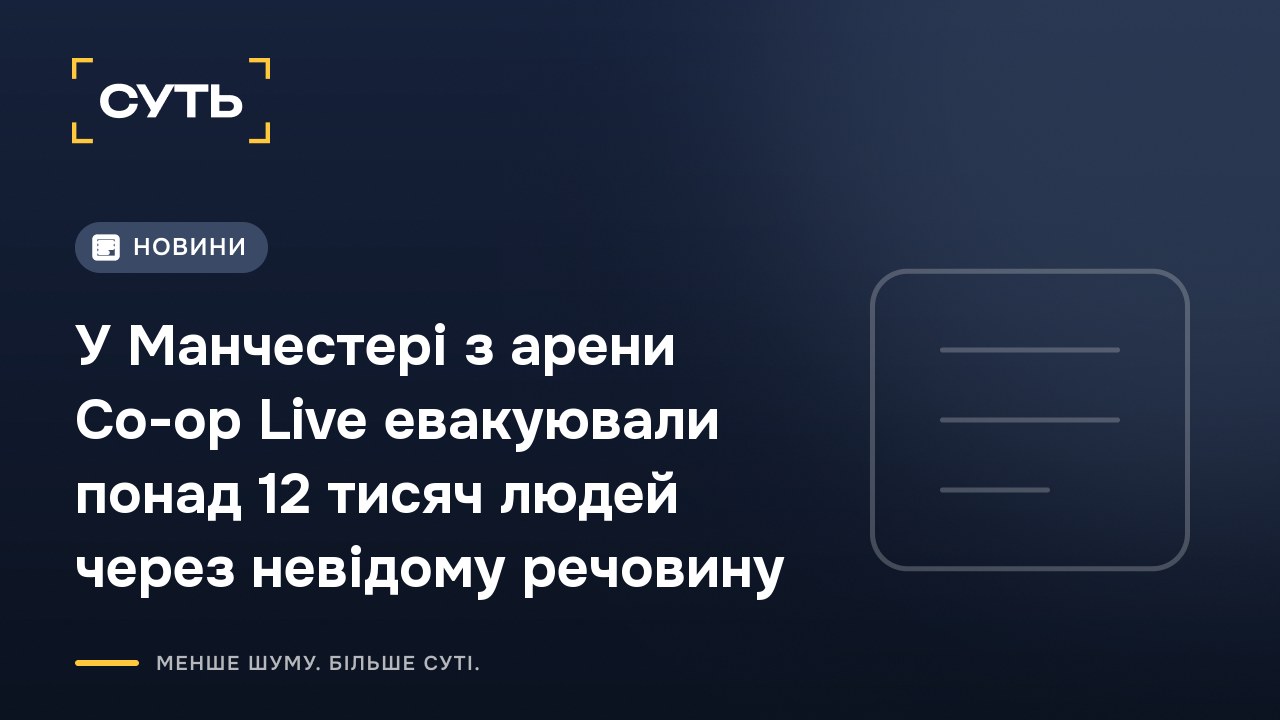 СУТЬ
НОВИНИ
У Манчестері з арени
Co-op Live евакуювали
понад 12 тисяч людей
через невідому речовину
МЕНШЕ ШУМУ. БІЛЬШЕ СУТІ.